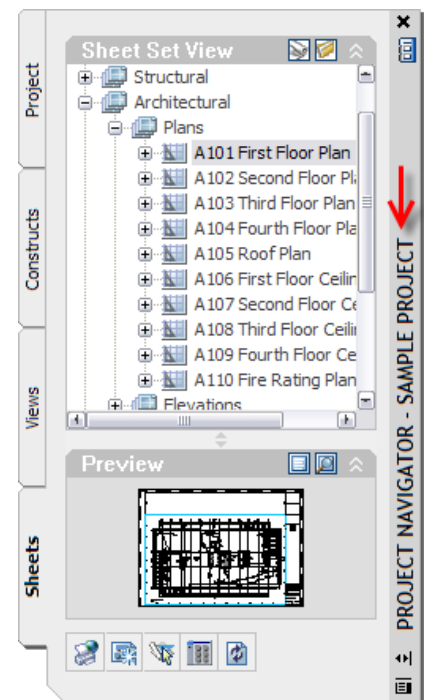 Project
Constructs
Views
Sheets
Sheet Set View
Structural
Architectural
Plans
A101 First Floor Plan
A102 Second Floor Pl
A103 Third Floor Plan
A104 Fourth Floor Pla
A105 Roof Plan
A106 First Floor Ceilin
A107 Second Floor Ce
A108 Third Floor Ceilin
A109 Fourth Floor Ce
A110 Fire Rating Plan
Elevations
Preview
PROJECT NAVIGATOR - SAMPLE PROJECT